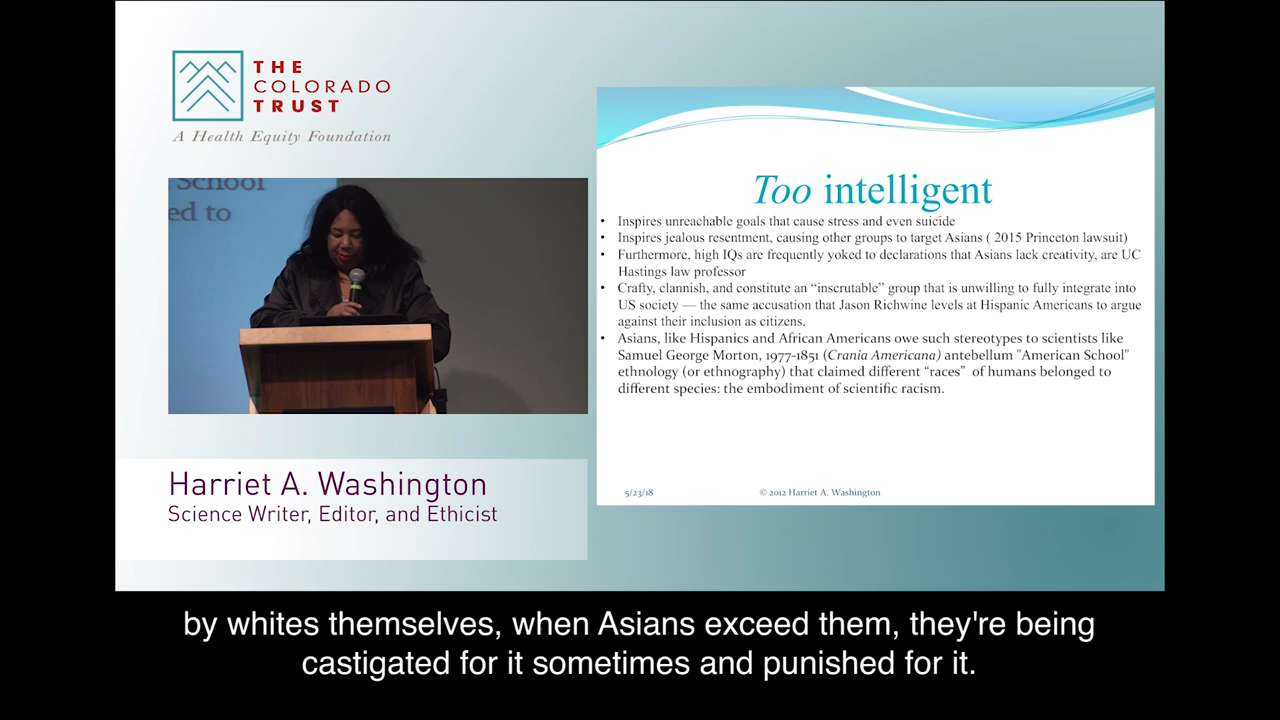 THE
COLORADO
TRUST
A Health Equity Foundation
School
ed to
Harriet A. Washington
Science Writer, Editor, and Ethicist
Too intelligent
• Inspires unreachable goals that cause stress and even suicide
• Inspires jealous resentment, causing other groups to target Asians ( 2015 Princeton lawsuit)
• Furthermore, high IQs are frequently yoked to declarations that Asians lack creativity, are UC
Hastings law professor
• Crafty, clannish, and constitute an “inscrutable” group that is unwilling to fully integrate into
US society — the same accusation that Jason Richwine levels at Hispanic Americans to argue
against their inclusion as citizens.
• Asians, like Hispanics and African Americans owe such stereotypes to scientists like
Samuel George Morton, 1977-1851 (Crania Americana) antebellum "American School"
ethnology (or ethnography) that claimed different “races” of humans belonged to
different species: the embodiment of scientific racism.
5/23/18
© 2012 Harriet A. Washington
by whites themselves, when Asians exceed them, they're being
castigated for it sometimes and punished for it.